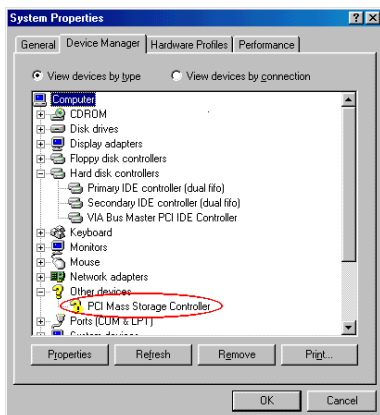 System Properties
General Device Manager Hardware Profiles Performance
View devices by type View devices by connection
Computer
CDROM
Disk drives
Display adapters
Floppy disk controllers
Hard disk controllers
Primary IDE controller (dual fifo)
Secondary IDE controller (dual fifo)
VIA Bus Master PCI IDE Controller
Keyboard
Monitors
Mouse
Network adapters
Other devices
PCI Mass Storage Controller
Ports (COM & LPT)
System devices
Properties Refresh Remove Print...
OK Cancel